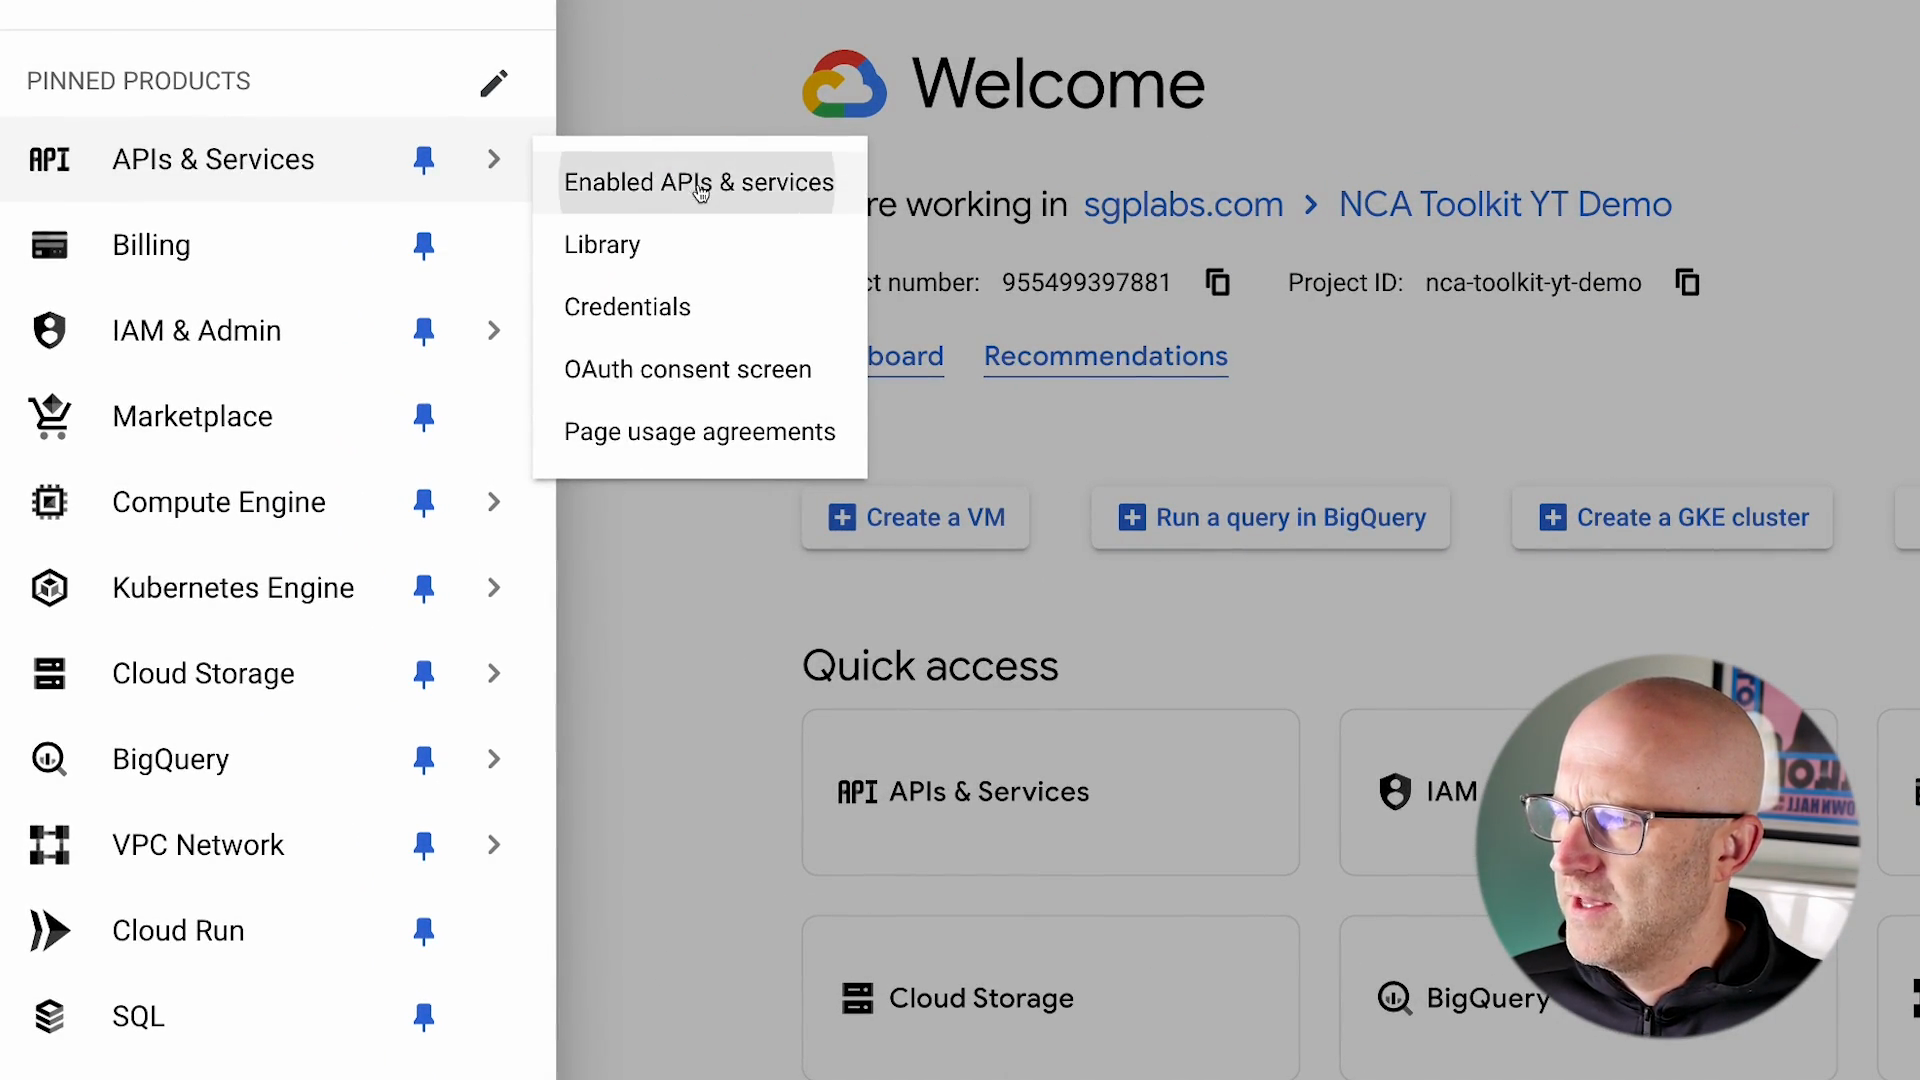 PINNED PRODUCTS
API APIs & Services
Billing
IAM & Admin
Marketplace
Compute Engine
Kubernetes Engine
Cloud Storage
BigQuery
VPC Network
Cloud Run
SQL
Enabled APIs & services
Library
Credentials
OAuth consent screen
Page usage agreements
Welcome
re working in sgplabs.com > NCA Toolkit YT Demo
ct number: 955499397881 Project ID: nca-toolkit-yt-demo
board Recommendations
Create a VM
Run a query in BigQuery
Create a GKE cluster
Quick access
API APIs & Services
IAM
Cloud Storage
BigQuery